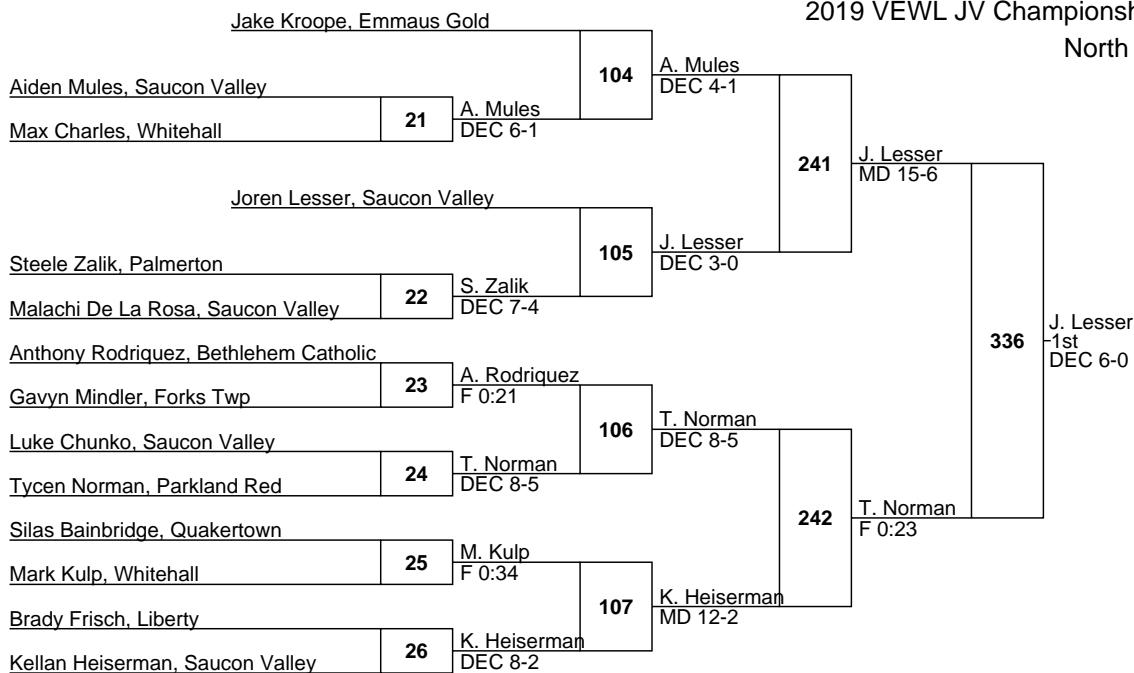 2019 VEWL JV Championsh
North
Jake Kroope, Emmaus Gold
104
A. Mules
DEC 4-1
Aiden Mules, Saucon Valley
21
A. Mules
DEC 6-1
Max Charles, Whitehall
241
J. Lesser
MD 15-6
Joren Lesser, Saucon Valley
105
J. Lesser
DEC 3-0
Steele Zalik, Palmerton
22
S. Zalik
DEC 7-4
Malachi De La Rosa, Saucon Valley
336
J. Lesser
1st
DEC 6-0
Anthony Rodriquez, Bethlehem Catholic
23
A. Rodriquez
F 0:21
Gavyn Mindler, Forks Twp
106
T. Norman
DEC 8-5
Luke Chunko, Saucon Valley
24
T. Norman
DEC 8-5
Tycen Norman, Parkland Red
242
T. Norman
F 0:23
Silas Bainbridge, Quakertown
25
M. Kulp
F 0:34
Mark Kulp, Whitehall
107
K. Heiserman
MD 12-2
Brady Frisch, Liberty
26
K. Heiserman
DEC 8-2
Kellan Heiserman, Saucon Valley